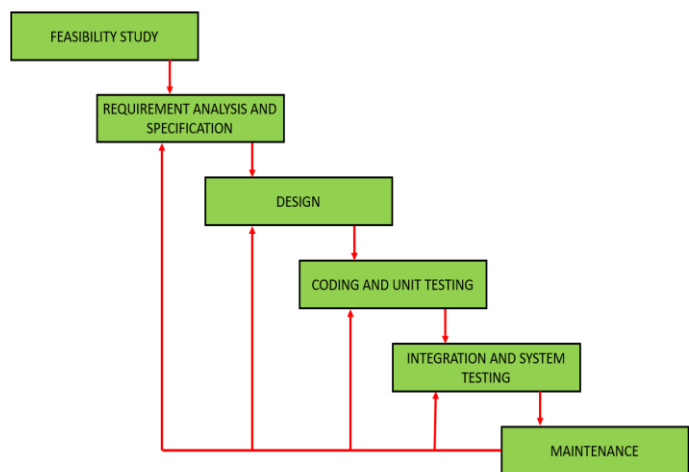 FEASIBILITY STUDY
REQUIREMENT ANALYSIS AND
SPECIFICATION
DESIGN
CODING AND UNIT TESTING
INTEGRATION AND SYSTEM
TESTING
MAINTENANCE